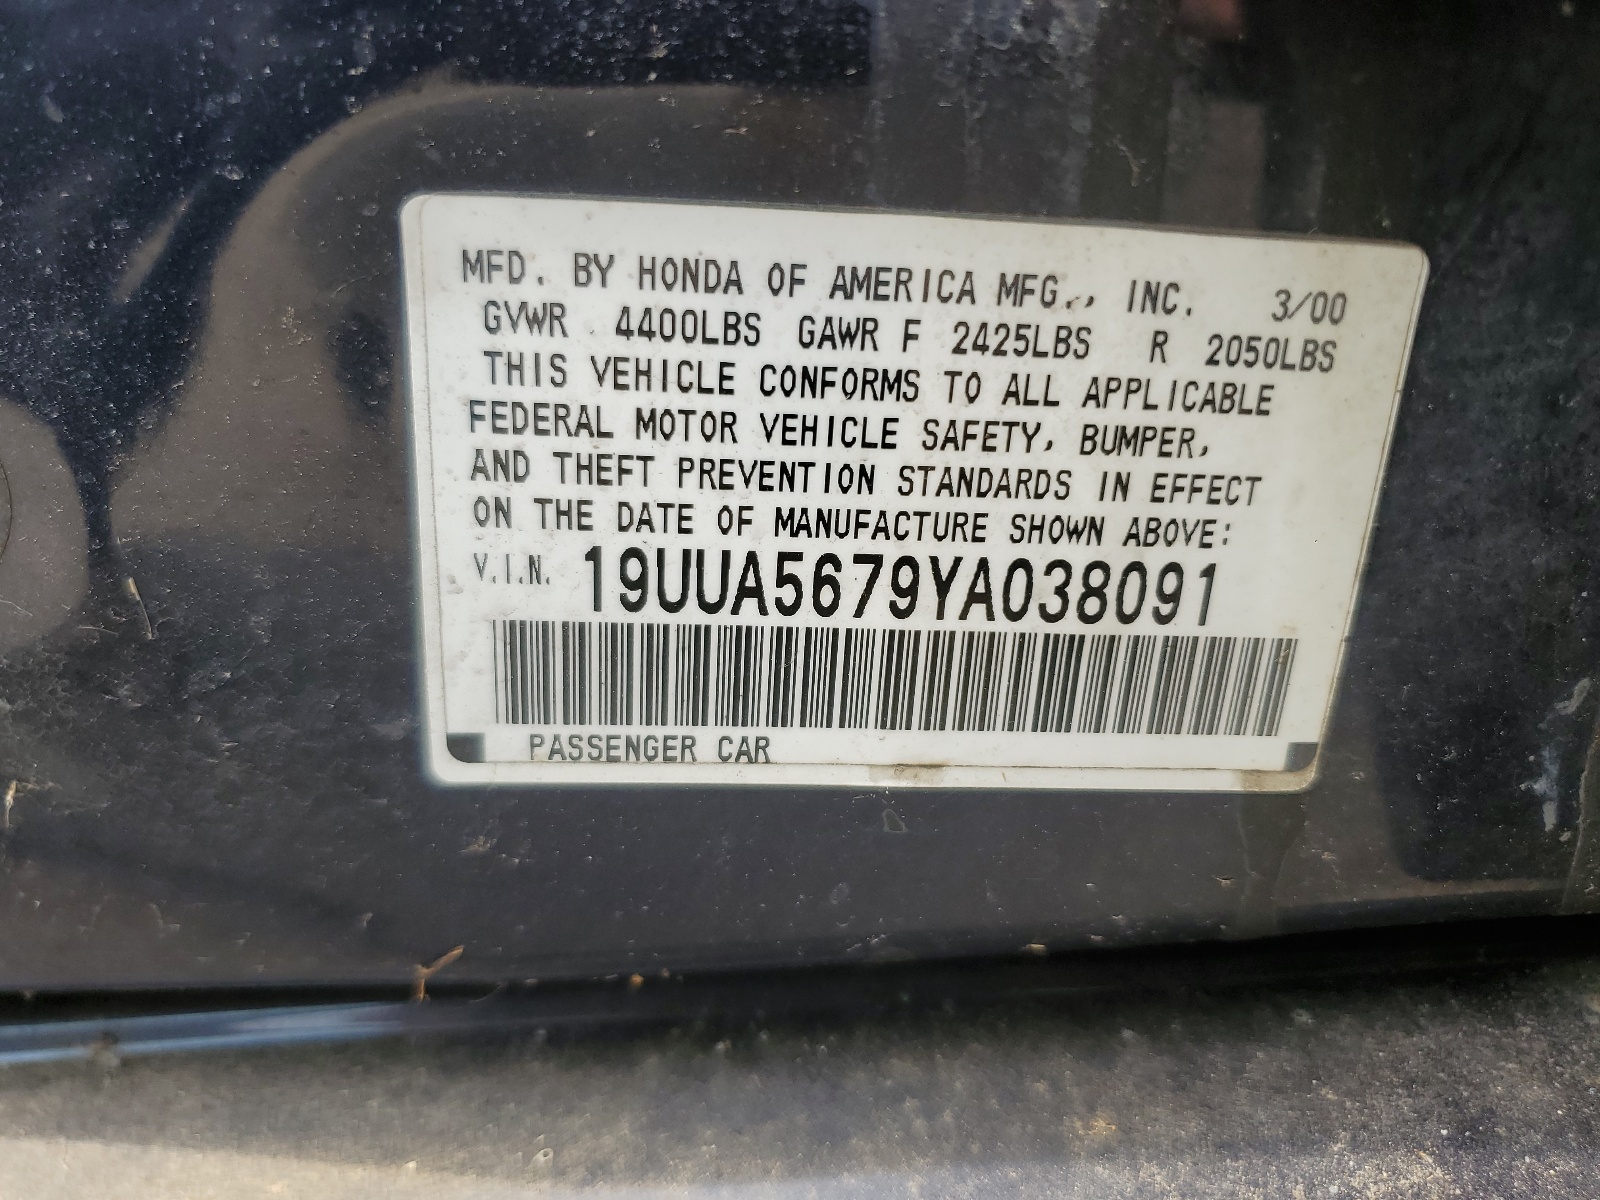 MFD. BY HONDA OF AMERICA MFG., INC. 3/00
GVWR 4400LBS GAWR F 2425LBS R 2050LBS
THIS VEHICLE CONFORMS TO ALL APPLICABLE
FEDERAL MOTOR VEHICLE SAFETY, BUMPER,
AND THEFT PREVENTION STANDARDS IN EFFECT
ON THE DATE OF MANUFACTURE SHOWN ABOVE:
V.I.N. 19UUA5679YA038091
PASSENGER CAR